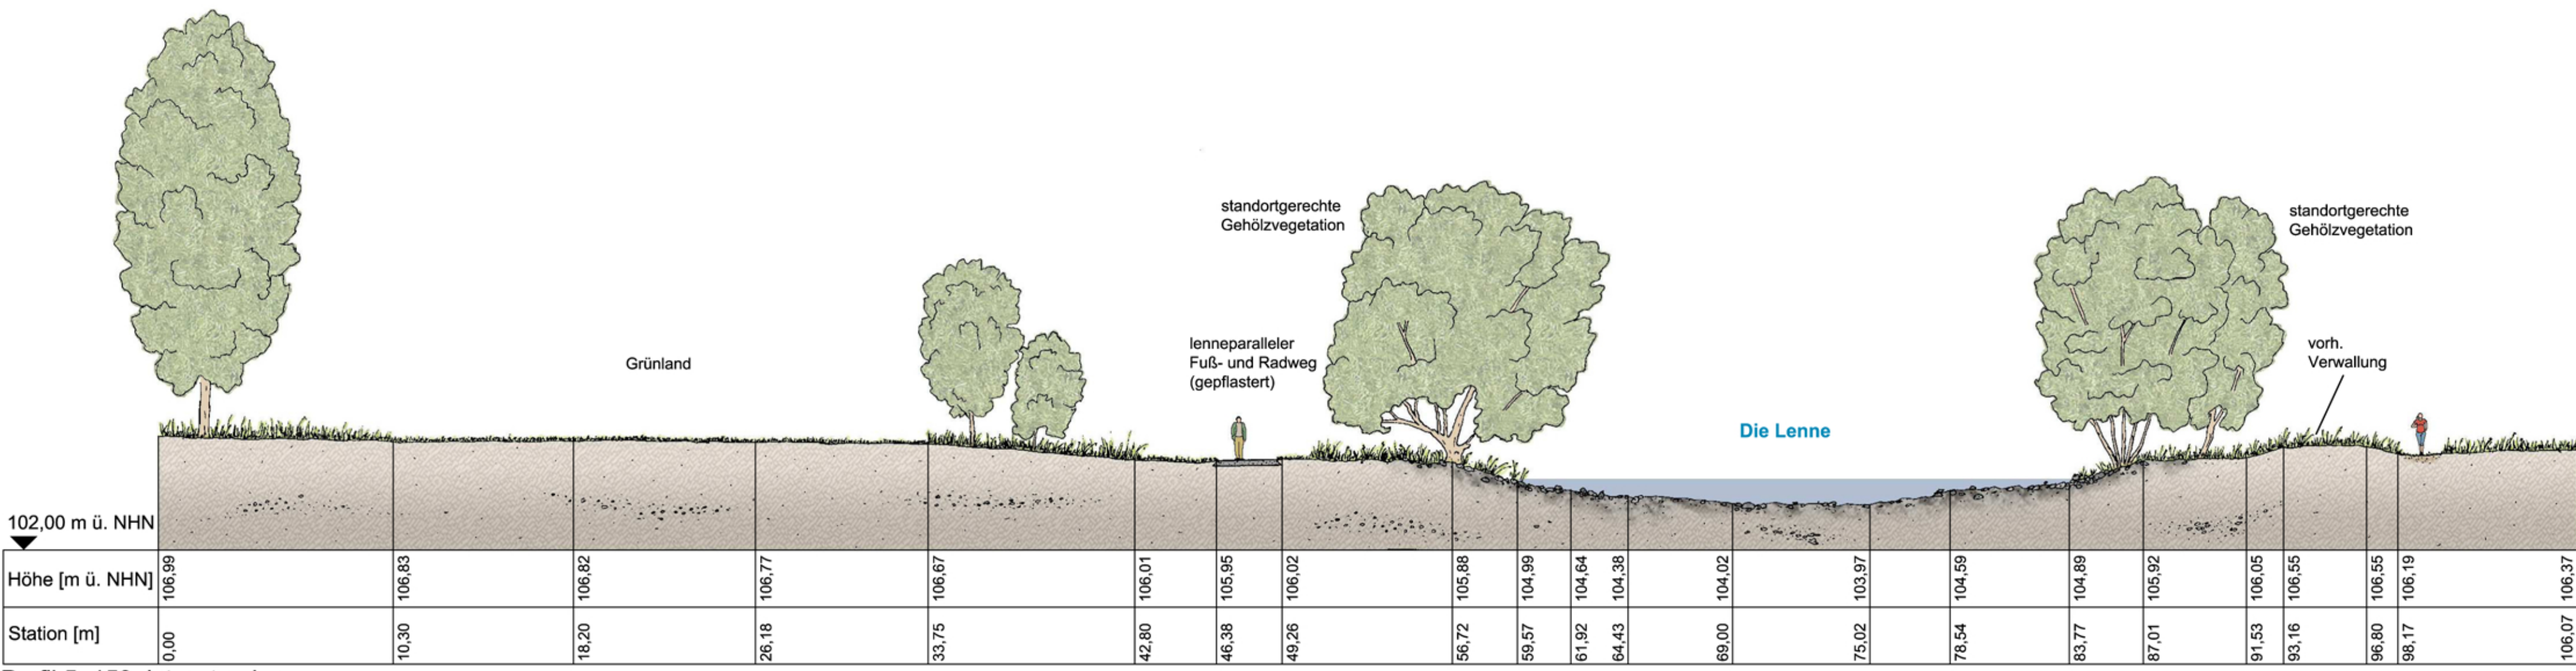 standortgerechte
Gehölzvegetation
standortgerechte
Gehölzvegetation
lenneparalleler
Fuß- und Radweg
(gepflastert)
vorh.
Verwallung
Grünland
Die Lenne
102,00 m ü. NHN
Höhe [m ü. NHN] 106,99 106,83 106,82 106,77 106,67 106,01 105,95 106,02 105,88 104,99 104,64 104,38 104,02 103,97 104,59 104,89 105,92 106,05 106,55 106,55 106,19 106,37
Station [m] 0,00 10,30 18,20 26,18 33,75 42,80 46,38 49,26 56,72 59,57 61,92 64,43 69,00 75,02 78,54 83,77 87,01 91,53 93,16 96,80 98,17 106,07